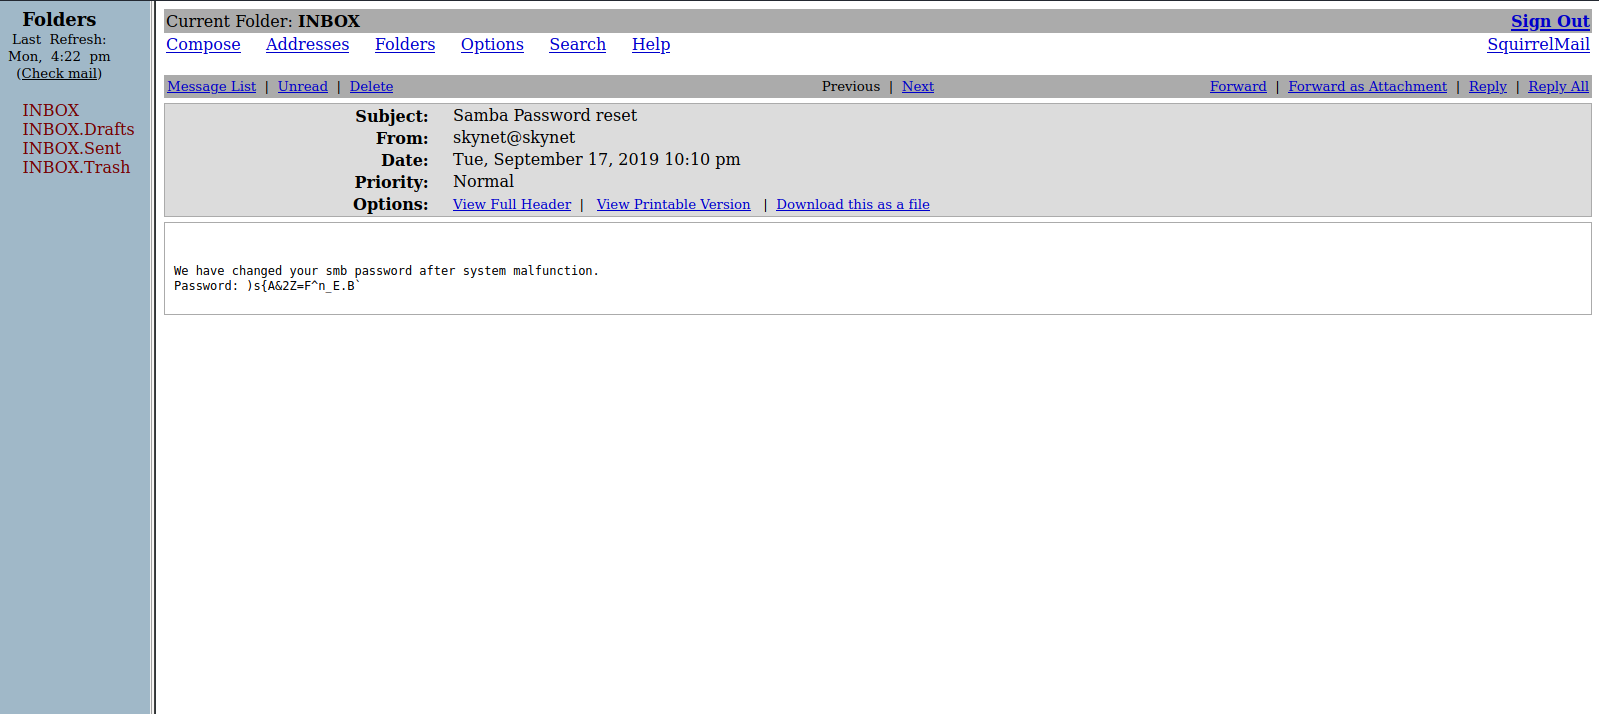 Folders
Last Refresh:
Mon, 4:22 pm
(Check mail)
INBOX
INBOX.Drafts
INBOX.Sent
INBOX.Trash
Current Folder: INBOX Sign Out
Compose Addresses Folders Options Search Help SquirrelMail
Message List | Unread | Delete Previous | Next Forward | Forward as Attachment | Reply | Reply All
Subject: Samba Password reset
From: skynet@skynet
Date: Tue, September 17, 2019 10:10 pm
Priority: Normal
Options: View Full Header | View Printable Version | Download this as a file
We have changed your smb password after system malfunction.
Password: )s{A&2Z=F^n_E.B`